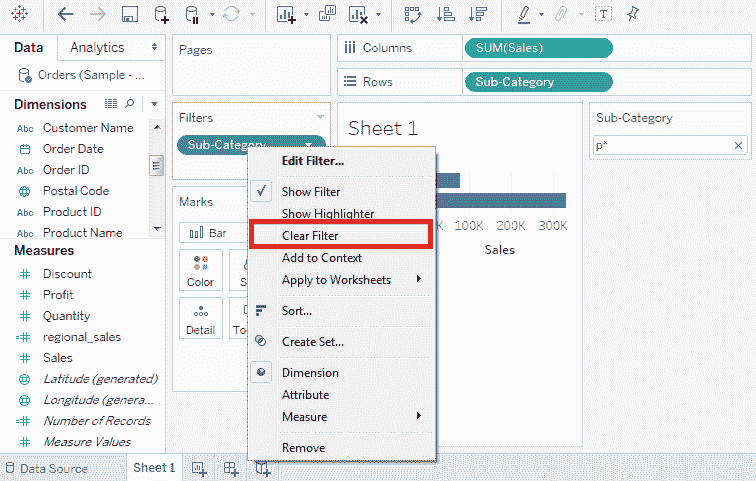 Data
Analytics
Orders (Sample - ...
Dimensions
Abc Customer Name
Order Date
Abc Order ID
Postal Code
Abc Product ID
Abc Product Name
Measures
Discount
Profit
Quantity
regional_sales
Sales
Latitude (generated)
Longitude (genera...
Number of Records
Measure Values
Pages
Filters
Sub-Category
Marks
Bar
Color
S
Detail
Too
Columns
SUM(Sales)
Rows
Sub-Category
Sheet 1
K 100K 200K 300K
Sales
Sub-Category
p*
Edit Filter...
Show Filter
Show Highlighter
Clear Filter
Add to Context
Apply to Worksheets
Sort...
Create Set...
Dimension
Attribute
Measure
Remove
Data Source
Sheet 1